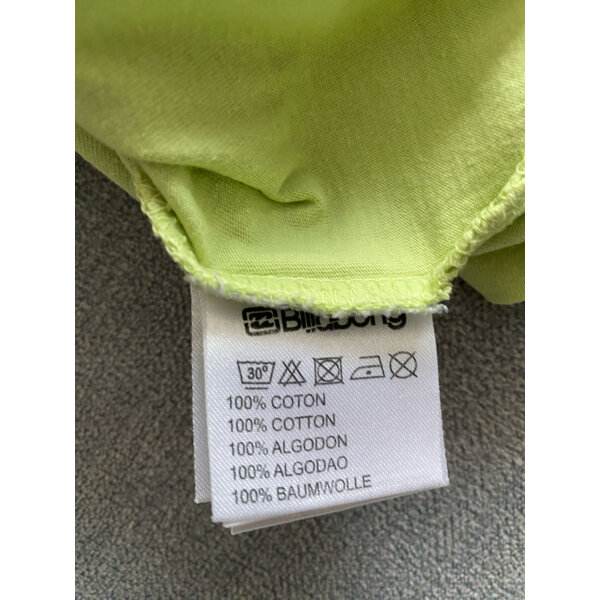 Billabong
30°
100% COTON
100% COTTON
100% ALGODON
100% ALGODAO
100% BAUMWOLLE